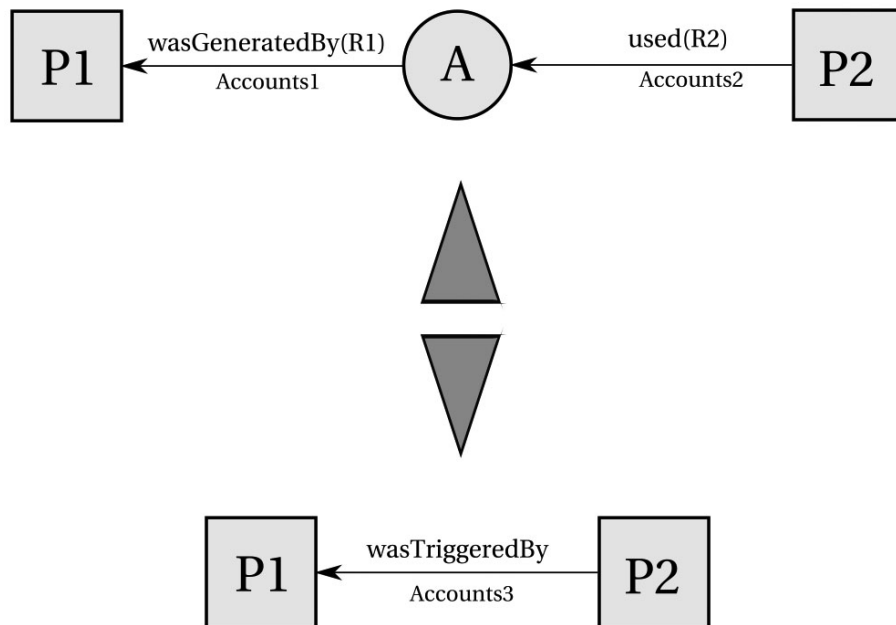 P1
wasGeneratedBy(R1)
Accounts1
A
used(R2)
Accounts2
P2
P1
wasTriggeredBy
Accounts3
P2